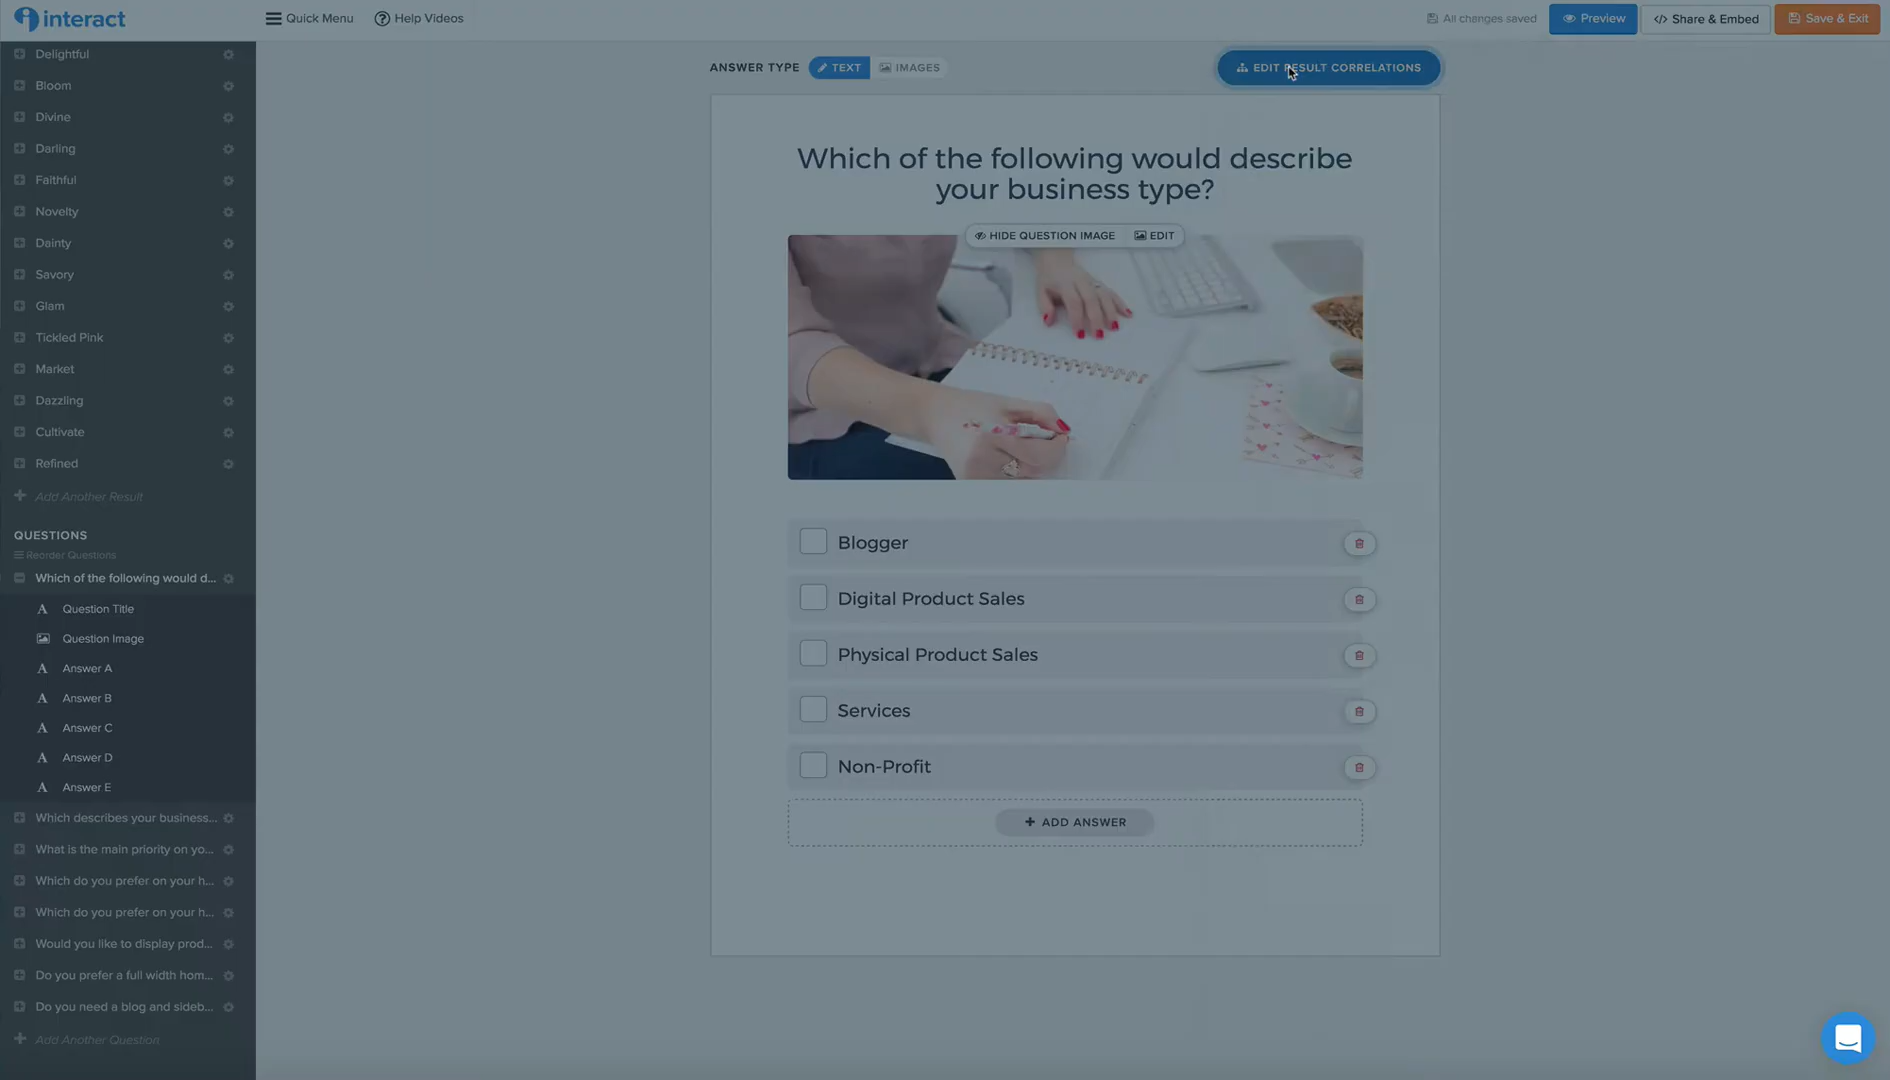 interact
Quick Menu
Help Videos
All changes saved
Preview
</> Share & Embed
Save & Exit
Delightful
Bloom
Divine
Darling
Faithful
Novelty
Dainty
Savory
Glam
Tickled Pink
Market
Dazzling
Cultivate
Refined
Add Another Result
QUESTIONS
Reorder Questions
Which of the following would d...
A Question Title
Question Image
A Answer A
A Answer B
A Answer C
A Answer D
A Answer E
Which describes your business...
What is the main priority on yo...
Which do you prefer on your h...
Which do you prefer on your h...
Would you like to display prod...
Do you prefer a full width hom...
Do you need a blog and sideb...
Add Another Question
ANSWER TYPE
TEXT
IMAGES
EDIT RESULT CORRELATIONS
Which of the following would describe
your business type?
HIDE QUESTION IMAGE
EDIT
Blogger
Digital Product Sales
Physical Product Sales
Services
Non-Profit
+ ADD ANSWER